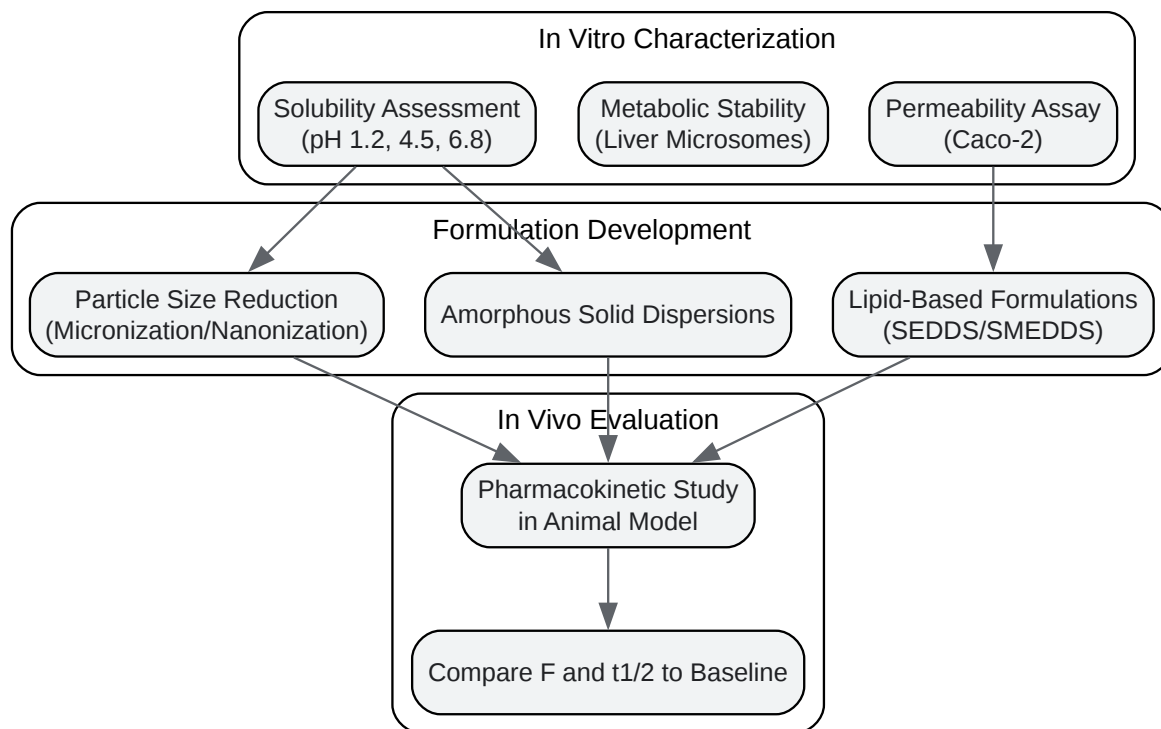 In Vitro Characterization
Solubility Assessment
(pH 1.2, 4.5, 6.8)
Metabolic Stability
(Liver Microsomes)
Permeability Assay
(Caco-2)
Formulation Development
Particle Size Reduction
(Micronization/Nanonization)
Amorphous Solid Dispersions
Lipid-Based Formulations
(SEDDS/SMEDDS)
In Vivo Evaluation
Pharmacokinetic Study
in Animal Model
Compare F and t1/2 to Baseline